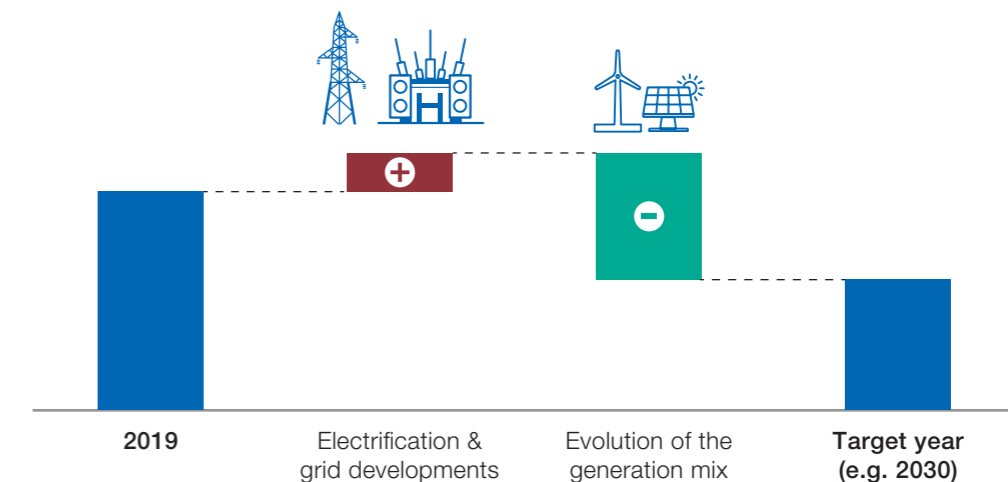 2019
Electrification &
grid developments
Evolution of the
generation mix
Target year
(e.g. 2030)